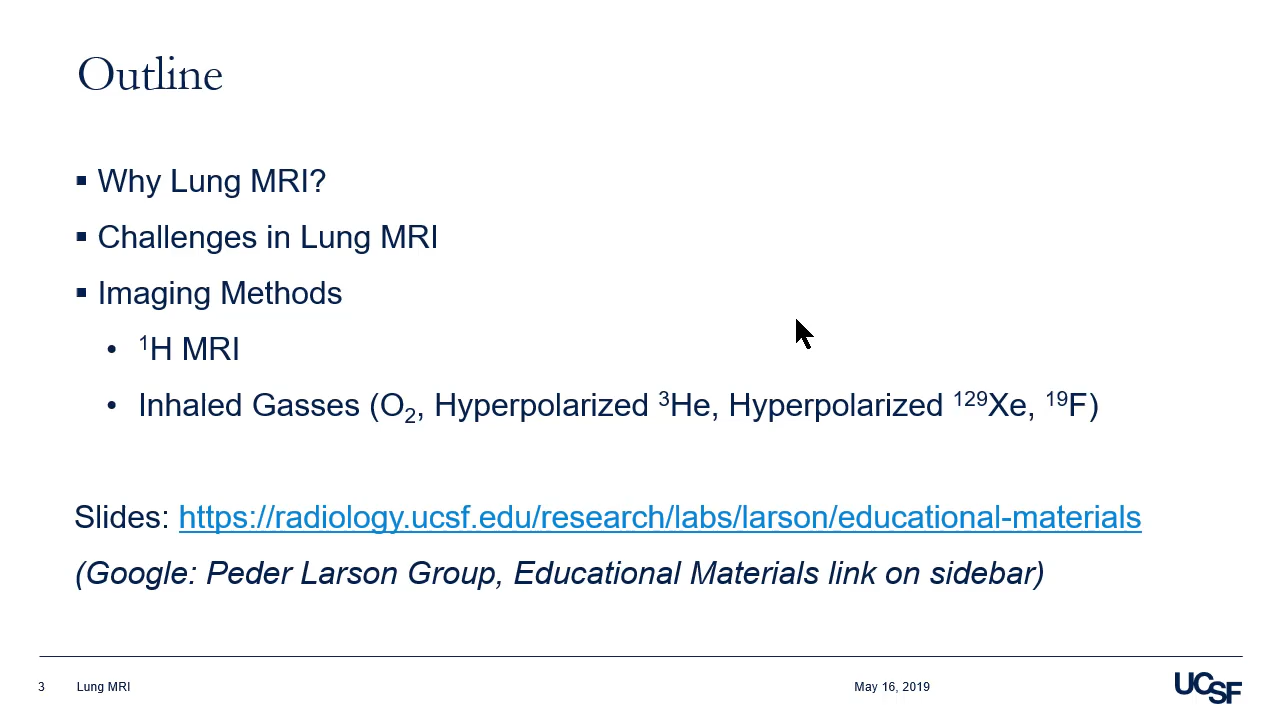 Outline
▪ Why Lung MRI?
▪ Challenges in Lung MRI
▪ Imaging Methods
• ¹H MRI
• Inhaled Gasses (O₂, Hyperpolarized ³He, Hyperpolarized ¹²⁹Xe, ¹⁹F)
Slides: https://radiology.ucsf.edu/research/labs/larson/educational-materials
(Google: Peder Larson Group, Educational Materials link on sidebar)
3 Lung MRI May 16, 2019 UCSF